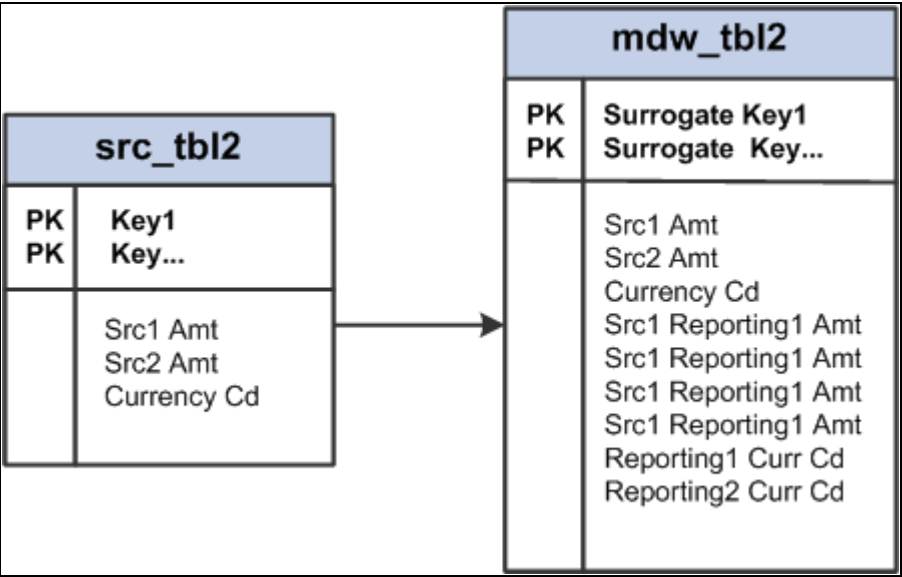 src_tbl2
PK Key1
PK Key...
Src1 Amt
Src2 Amt
Currency Cd
mdw_tbl2
PK Surrogate Key1
PK Surrogate Key...
Src1 Amt
Src2 Amt
Currency Cd
Src1 Reporting1 Amt
Src1 Reporting1 Amt
Src1 Reporting1 Amt
Src1 Reporting1 Amt
Reporting1 Curr Cd
Reporting2 Curr Cd